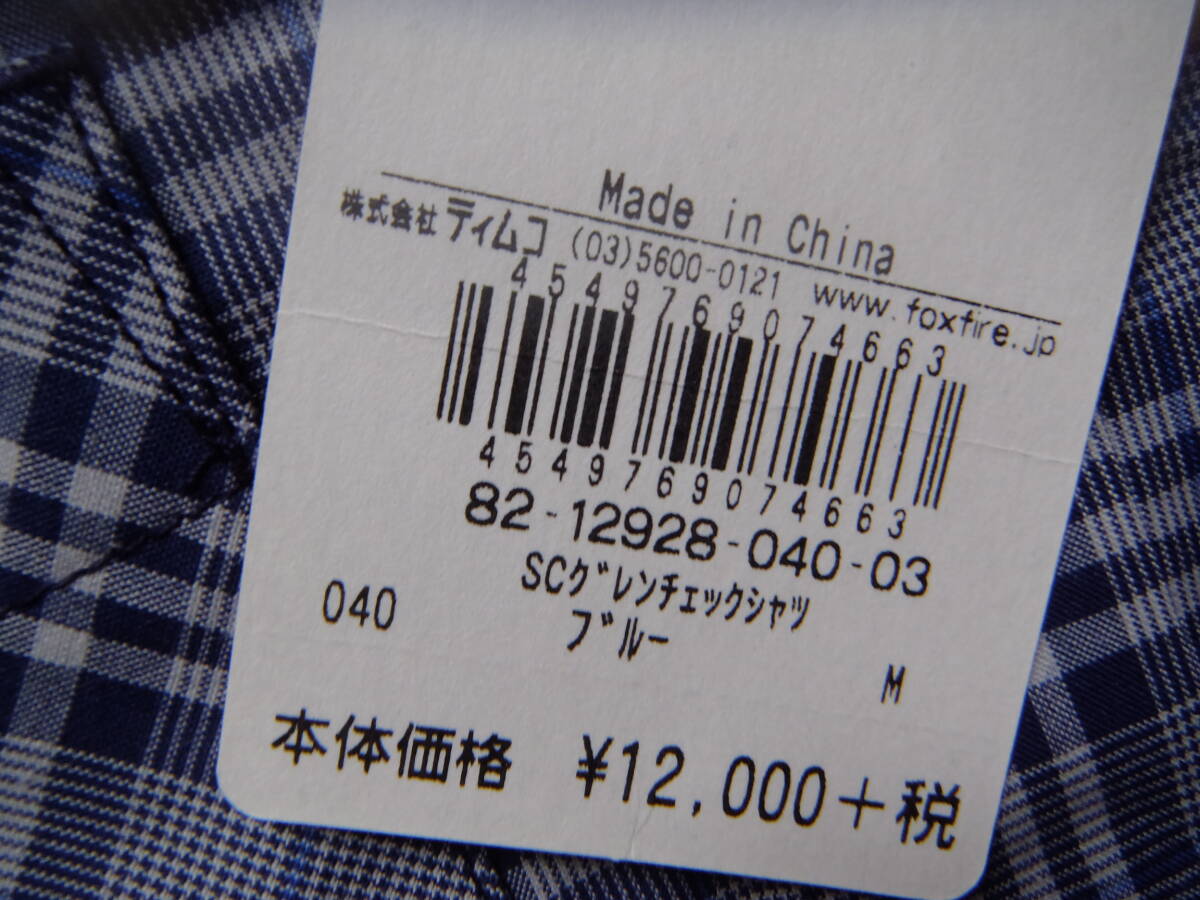 Made in China
株式会社 ティムコ (03)5600-0121 www.foxfire.jp
4549769074663
4549769074663
82-12928-040-03
SCグレンチェックシャツ
040 ブルー
M
本体価格 ¥12,000+税